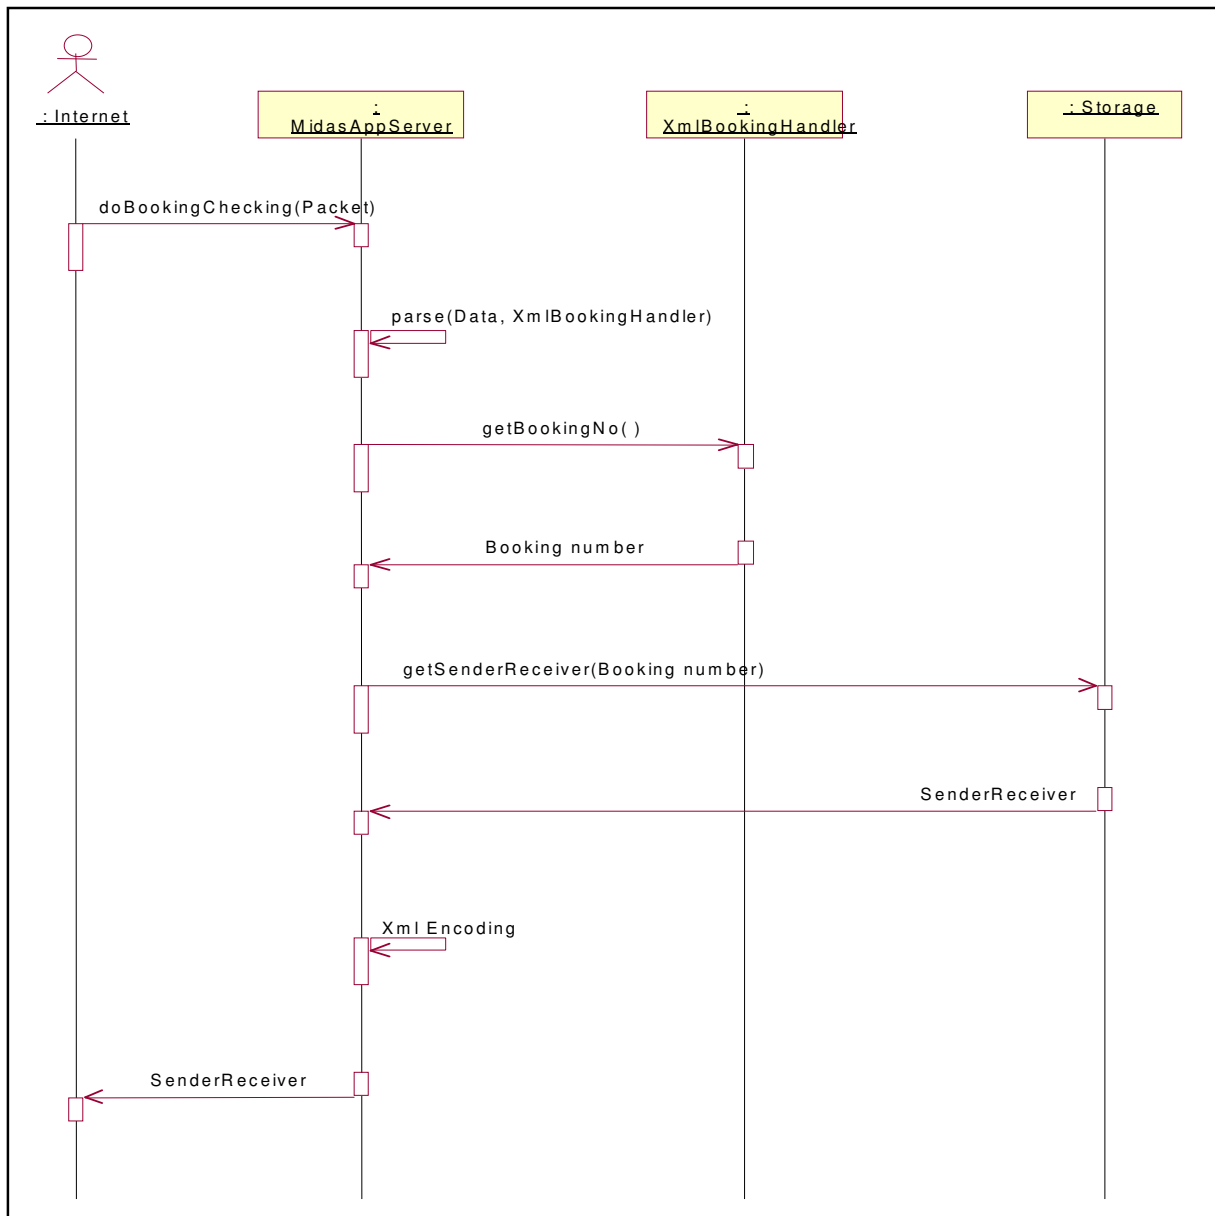 : Internet
:
MidasAppServer
:
XmlBookingHandler
: Storage
doBookingChecking(Packet)
parse(Data, XmlBookingHandler)
getBookingNo( )
Booking number
getSenderReceiver(Booking number)
SenderReceiver
Xml Encoding
SenderReceiver